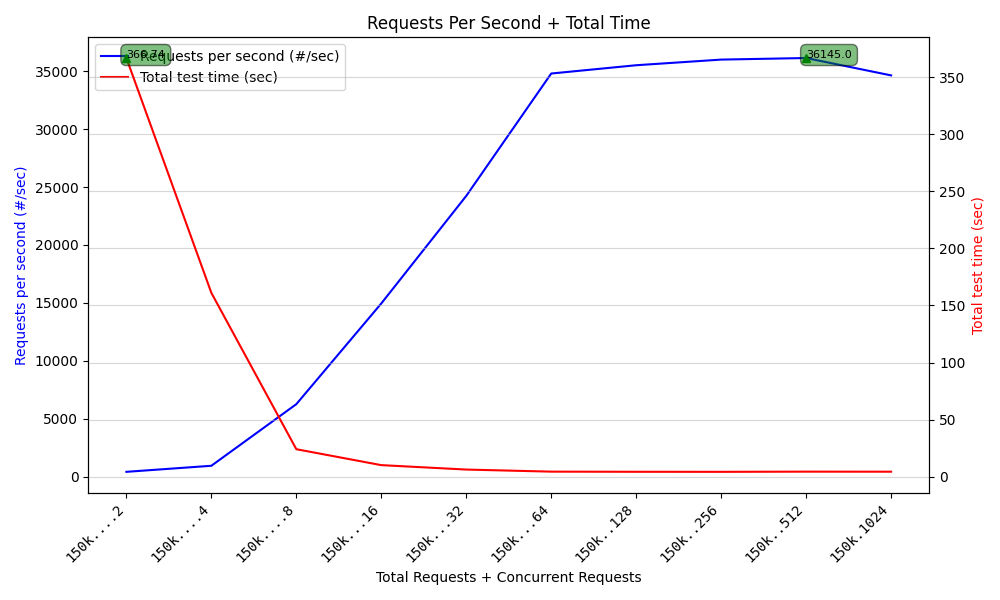 Requests Per Second + Total Time
366.74
Requests per second (#/sec)
Total test time (sec)
36145.0
35000
30000
25000
20000
15000
10000
5000
0
Requests per second (#/sec)
350
300
250
200
150
100
50
0
Total test time (sec)
150k....2
150k....4
150k....8
150k...16
150k...32
150k...64
150k..128
150k..256
150k..512
150k.1024
Total Requests + Concurrent Requests